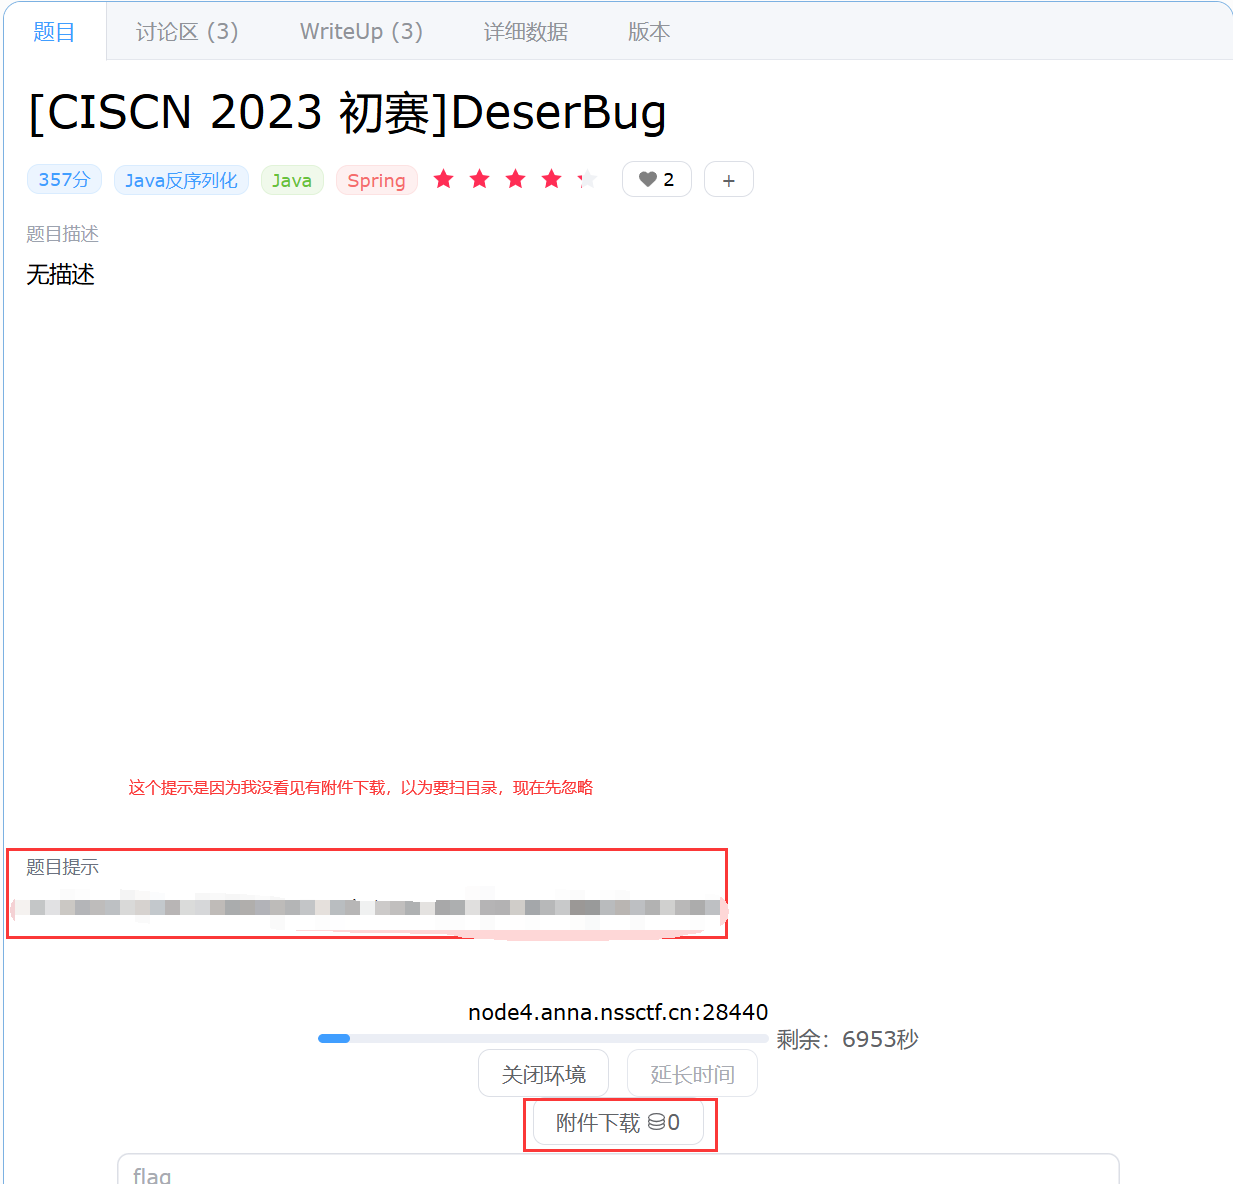 题目 讨论区 (3) WriteUp (3) 详细数据 版本
[CISCN 2023 初赛]DeserBug
357分 Java反序列化 Java Spring 2 +
题目描述
无描述
这个提示是因为我没看见有附件下载，以为要扫目录，现在先忽略
题目提示
node4.anna.nssctf.cn:28440
剩余：6953秒
关闭环境 延长时间
附件下载 0
flag